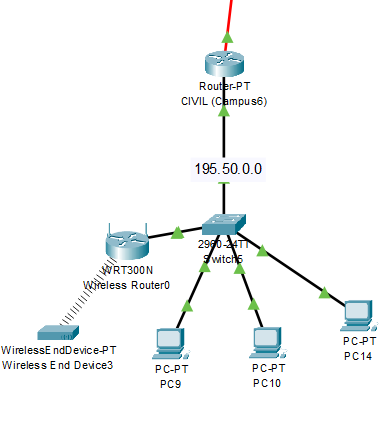 Router-PT
CIVIL (Campus6)
195.50.0.0
2960-24TT
Switch5
WRT300N
Wireless Router0
WirelessEndDevice-PT
Wireless End Device3
PC-PT
PC9
PC-PT
PC10
PC-PT
PC14